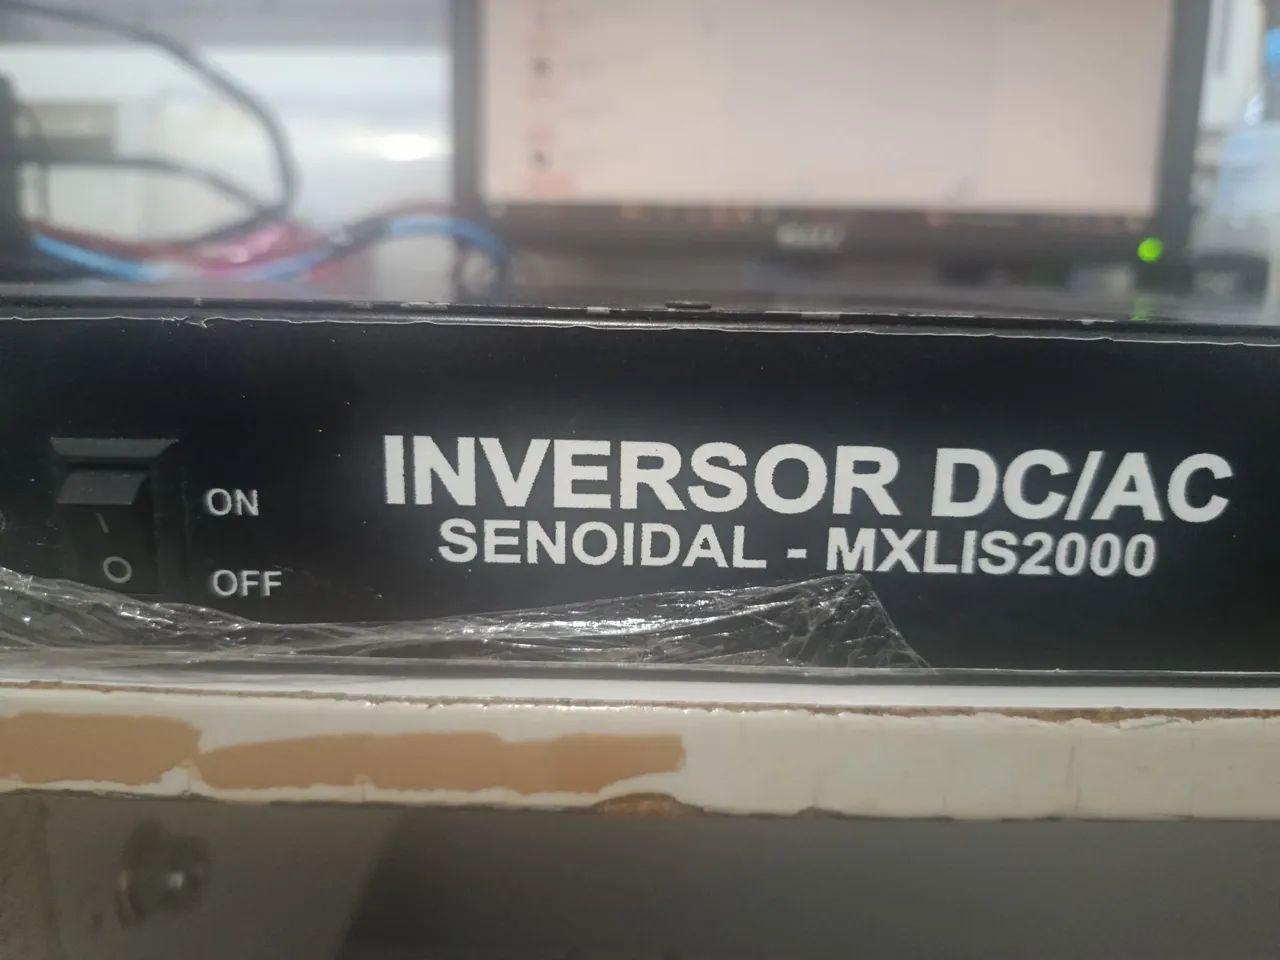 INVERSOR DC/AC
SENOIDAL - MXLIS2000
ON
OFF